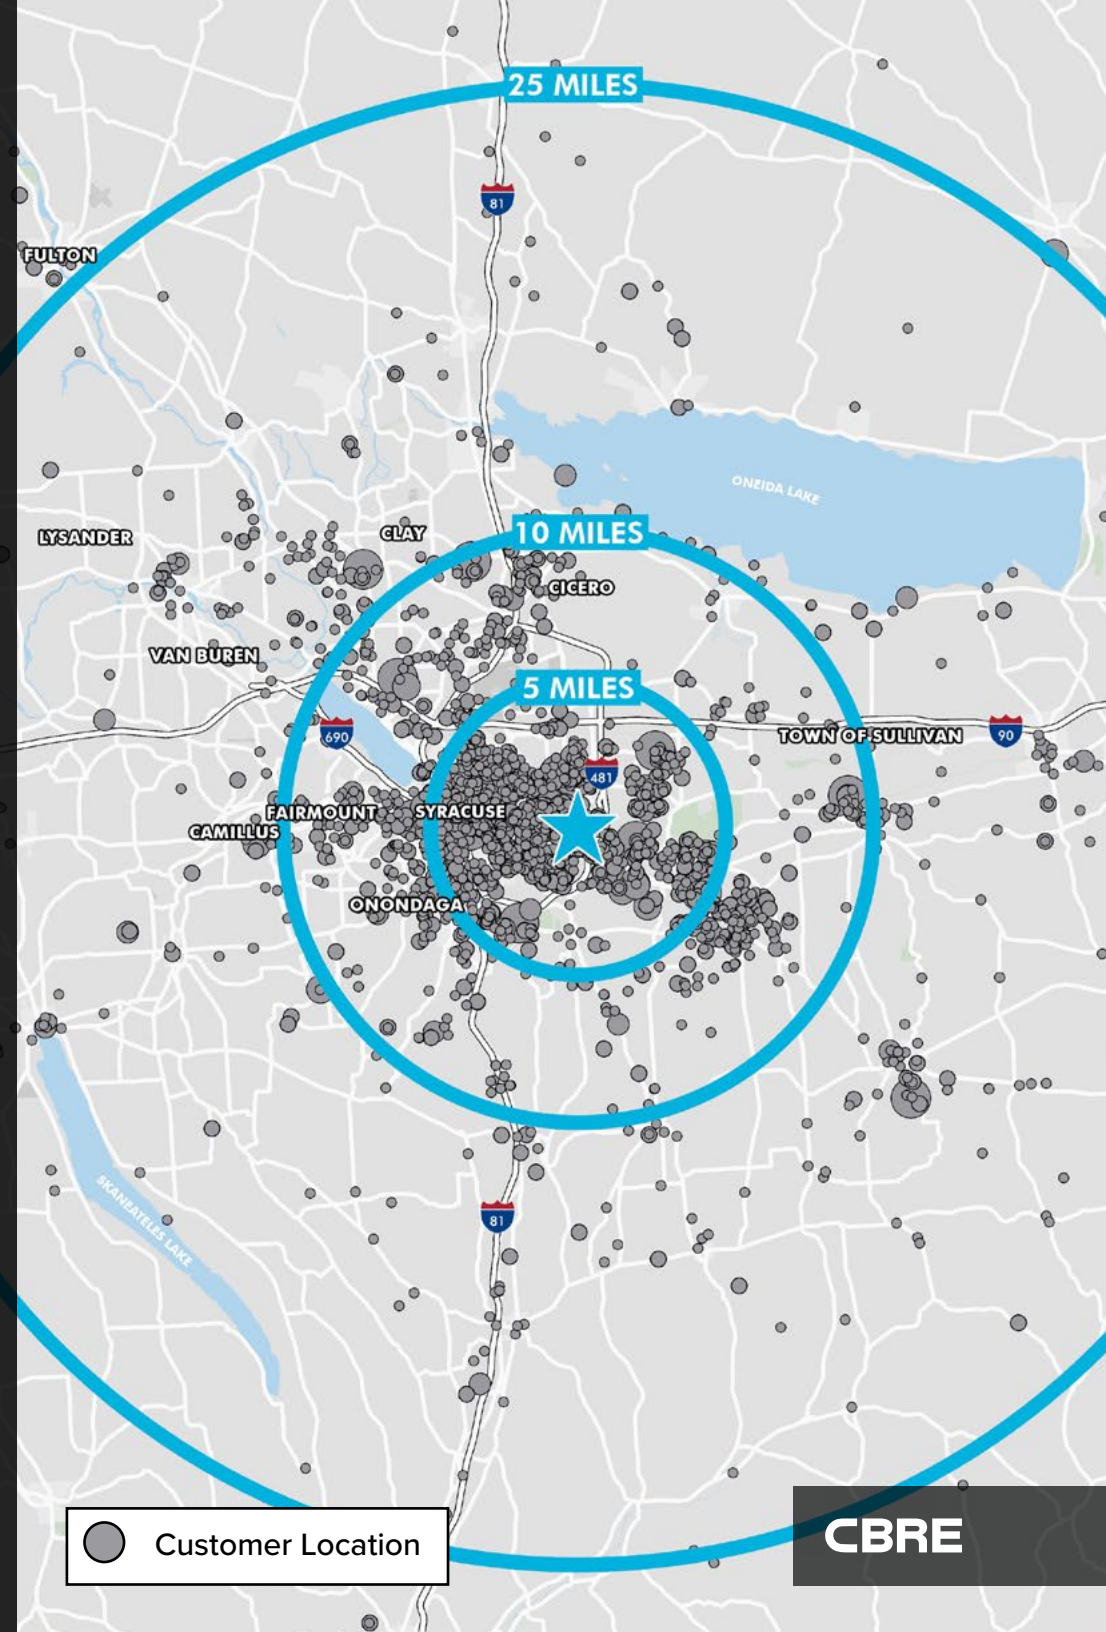 25 MILES
81
FULTON
ONEIDA LAKE
LYSANDER
CLAY
10 MILES
CICERO
VAN BUREN
5 MILES
690
TOWN OF SULLIVAN
90
481
FAIRMOUNT
SYRACUSE
CAMILLUS
ONONDAGA
SKANEATELES LAKE
81
Customer Location
CBRE